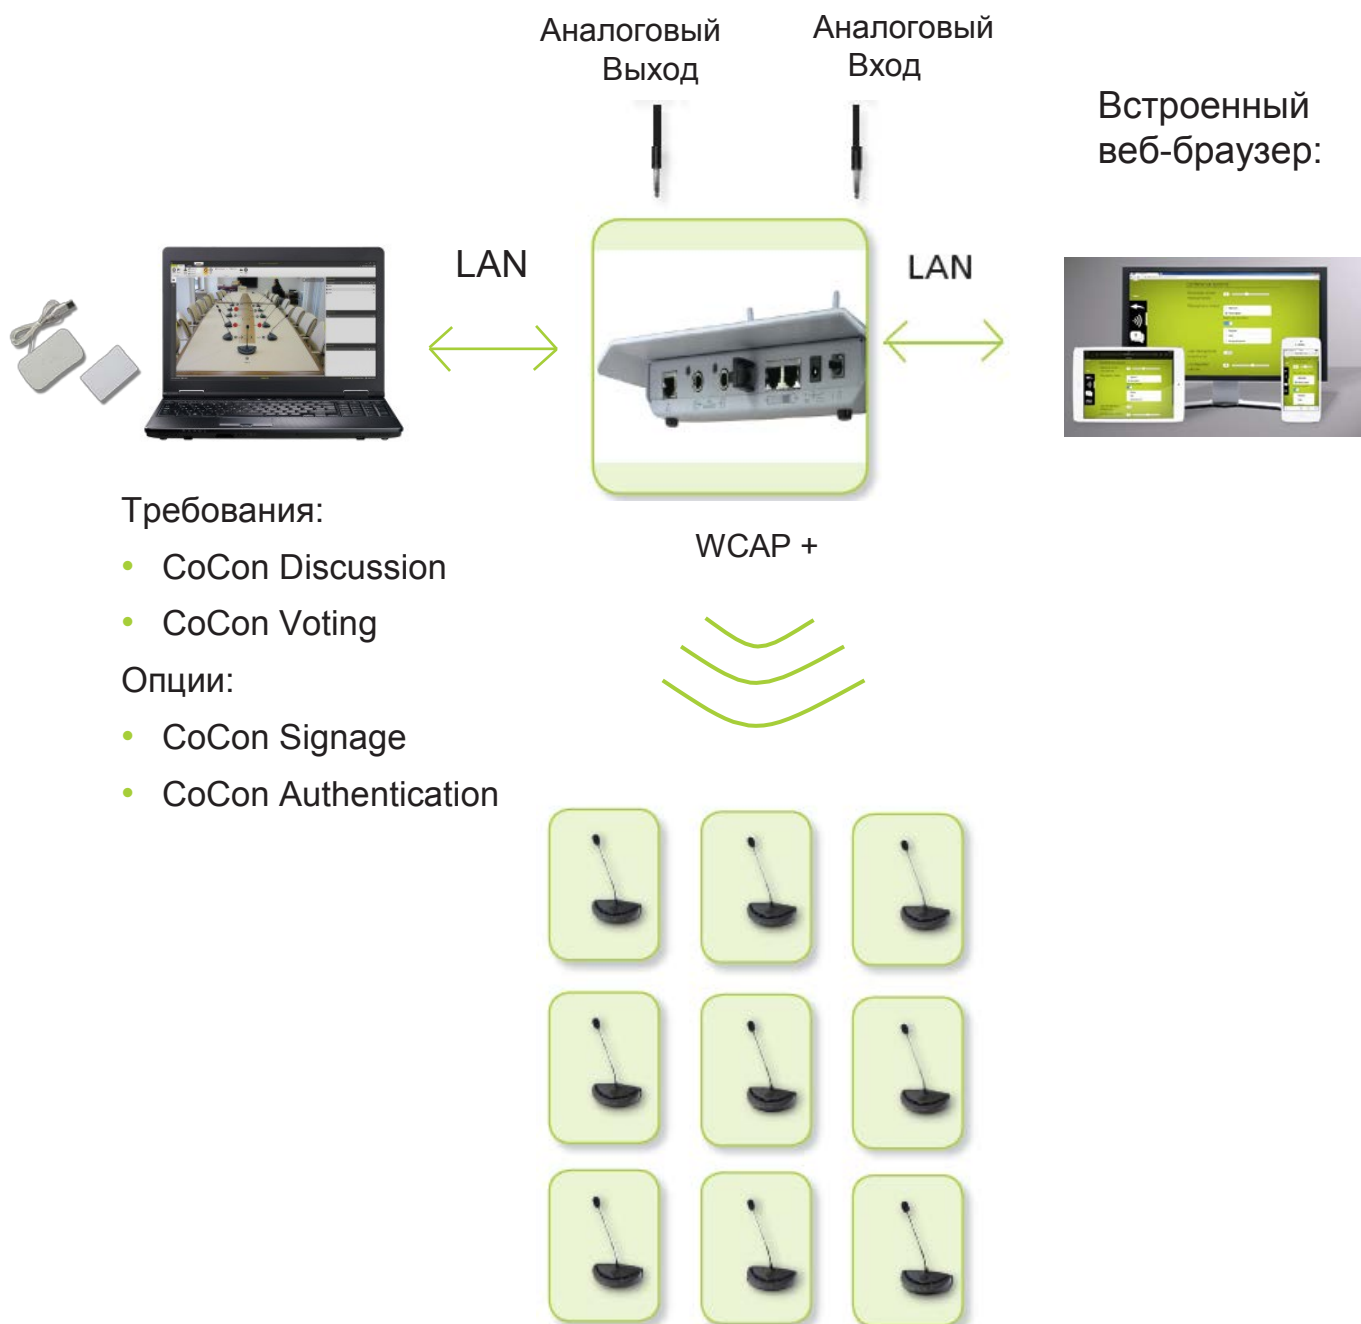 Аналоговый
Выход
Аналоговый
Вход
Встроенный
веб-браузер:
LAN
LAN
WCAP +
Требования:
• CoCon Discussion
• CoCon Voting
Опции:
• CoCon Signage
• CoCon Authentication